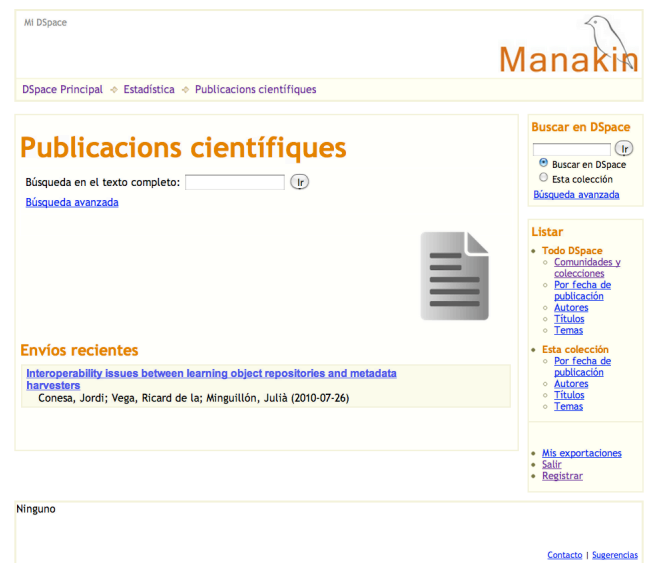 Mi DSpace
Manakin
DSpace Principal Estadística Publicacions científiques
Publicacions científiques
Búsqueda en el texto completo: Ir
Búsqueda avanzada
Envíos recientes
Interoperability issues between learning object repositories and metadata
harvesters
Conesa, Jordi; Vega, Ricard de la; Minguillón, Julià (2010-07-26)
Buscar en DSpace
Ir
Buscar en DSpace
Esta colección
Búsqueda avanzada
Listar
Todo DSpace
Comunidades y
colecciones
Por fecha de
publicación
Autores
Títulos
Temas
Esta colección
Por fecha de
publicación
Autores
Títulos
Temas
Mis exportaciones
Salir
Registrar
Ninguno
Contacto | Sugerencias